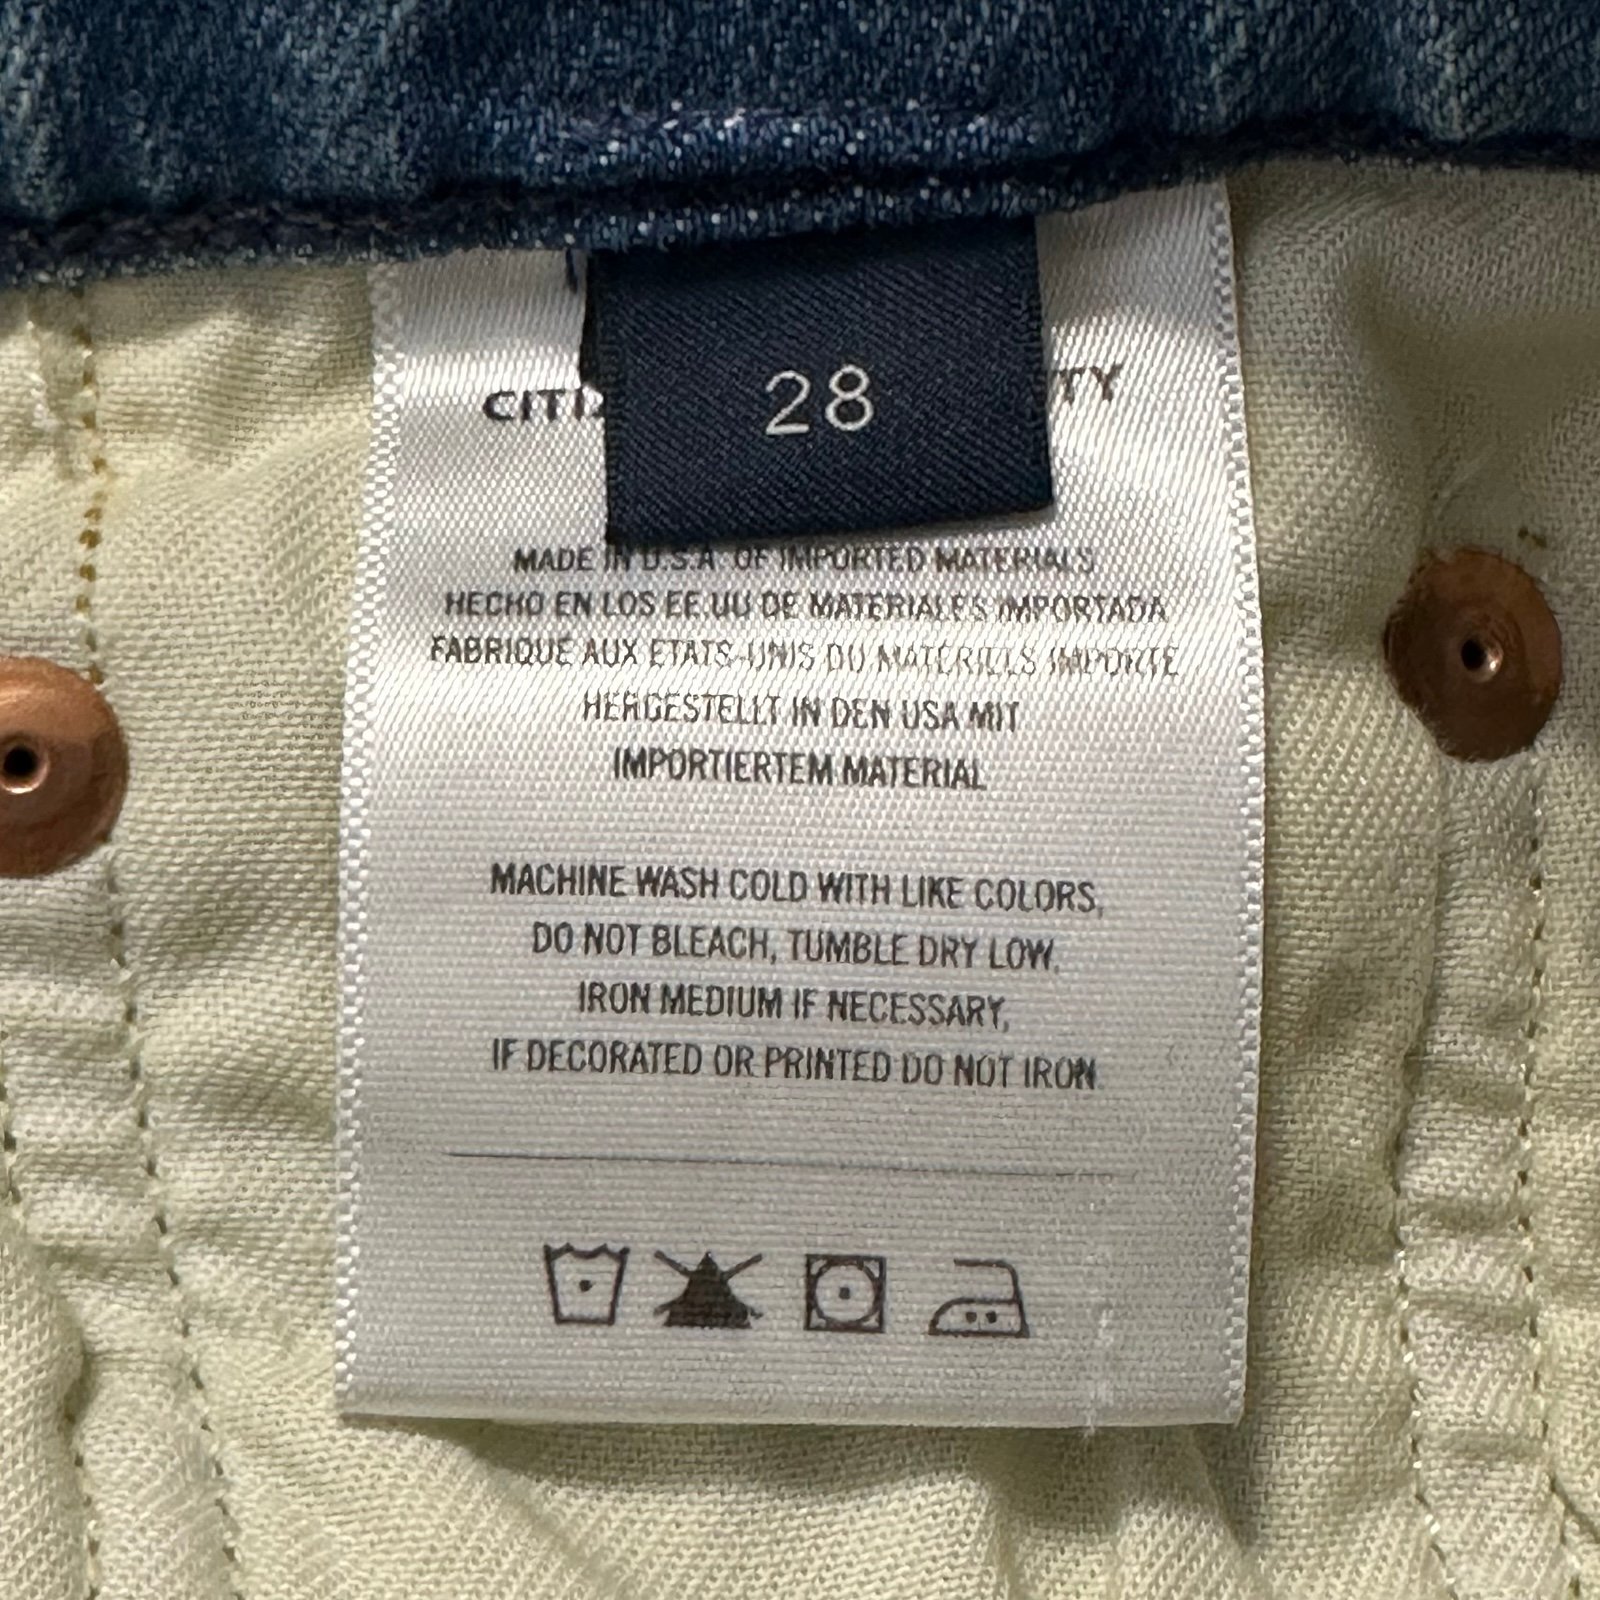 CITI
28
TY
MADE IN U.S.A. OF IMPORTED MATERIALS
HECHO EN LOS EE.UU DE MATERIALES IMPORTADA
FABRIQUE AUX ETATS-UNIS DU MATERIELS IMPORTE
HERGESTELLT IN DEN USA MIT
IMPORTIERTEM MATERIAL
MACHINE WASH COLD WITH LIKE COLORS,
DO NOT BLEACH, TUMBLE DRY LOW.
IRON MEDIUM IF NECESSARY,
IF DECORATED OR PRINTED DO NOT IRON